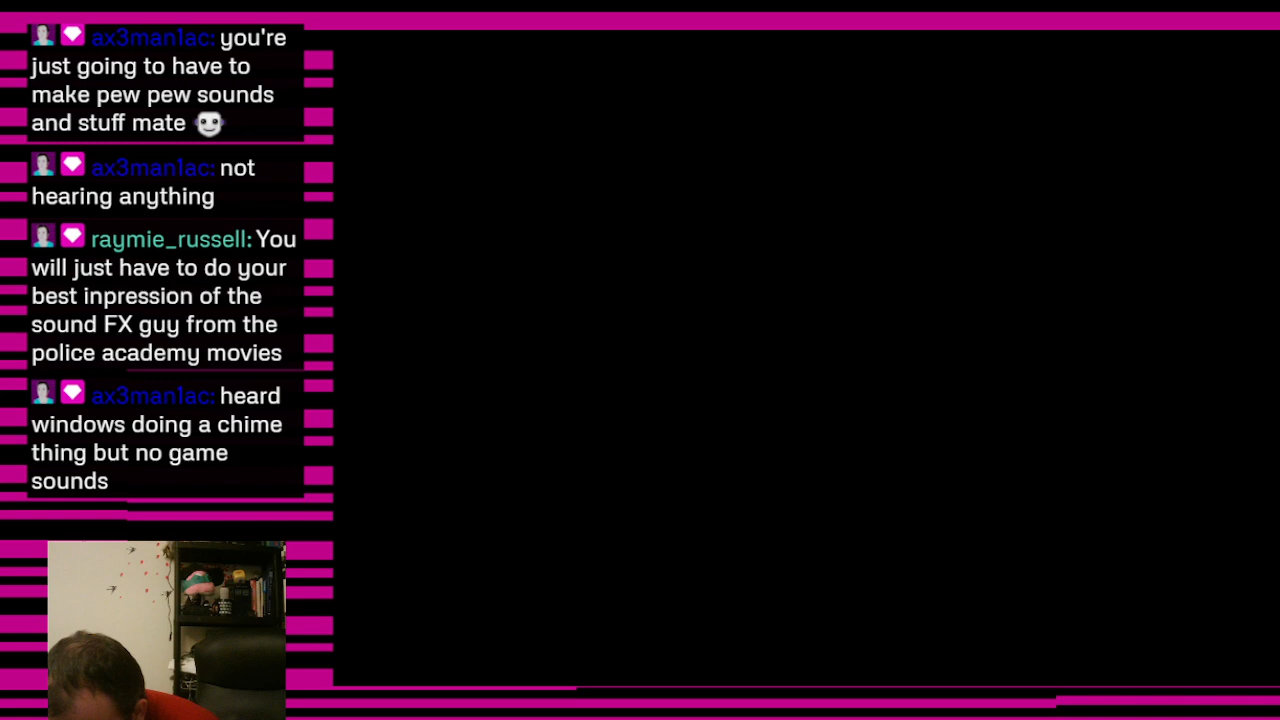 ax3man1ac: you're
just going to have to
make pew pew sounds
and stuff mate
ax3man1ac: not
hearing anything
raymie_russell: You
will just have to do your
best inpression of the
sound FX guy from the
police academy movies
ax3man1ac: heard
windows doing a chime
thing but no game
sounds